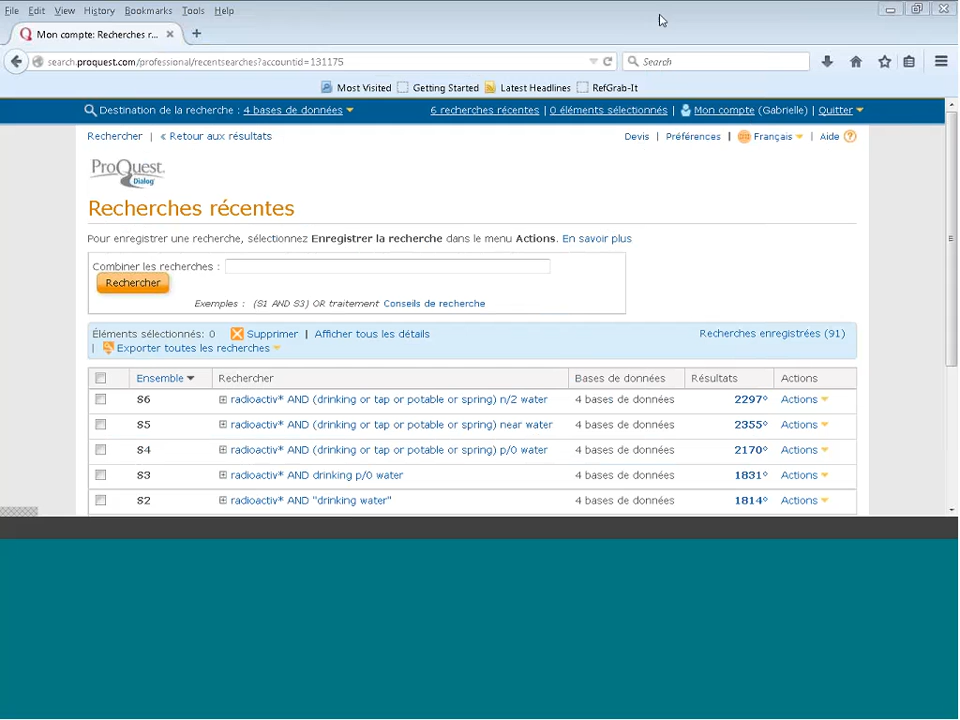 File Edit View History Bookmarks Tools Help
Mon compte: Recherches r...
search.proquest.com/professional/recentsearches?accountid=131175
Search
Most Visited Getting Started Latest Headlines RefGrab-It
Destination de la recherche : 4 bases de données 6 recherches récentes 0 éléments sélectionnés Mon compte (Gabrielle) | Quitter
Rechercher | « Retour aux résultats Devis | Préférences | Français Aide ?
ProQuest
Dialog
Recherches récentes
Pour enregistrer une recherche, sélectionnez Enregistrer la recherche dans le menu Actions. En savoir plus
Combiner les recherches :
Rechercher
Exemples : (S1 AND S3) OR traitement Conseils de recherche
Éléments sélectionnés: 0 Supprimer | Afficher tous les détails Recherches enregistrées (91)
| Exporter toutes les recherches
Ensemble Rechercher Bases de données Résultats Actions
S6 radioactiv* AND (drinking or tap or potable or spring) n/2 water 4 bases de données 2297° Actions
S5 radioactiv* AND (drinking or tap or potable or spring) near water 4 bases de données 2355° Actions
S4 radioactiv* AND (drinking or tap or potable or spring) p/0 water 4 bases de données 2170° Actions
S3 radioactiv* AND drinking p/0 water 4 bases de données 1831° Actions
S2 radioactiv* AND "drinking water" 4 bases de données 1814° Actions